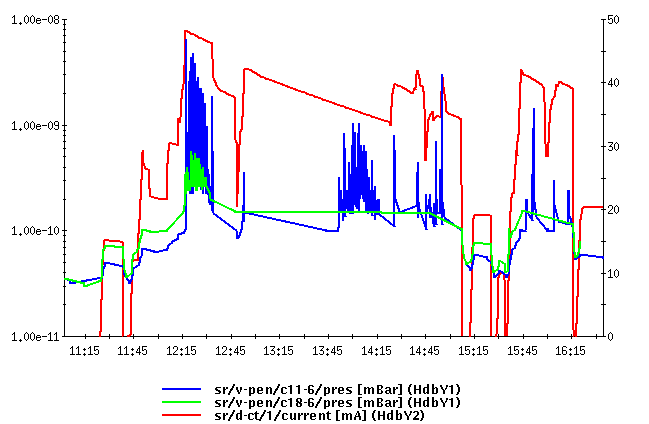 1.00e-08 50
40
1.00e-09 30
20
1.00e-10 10
1.00e-11 0
11:15 11:45 12:15 12:45 13:15 13:45 14:15 14:45 15:15 15:45 16:15
sr/v-pen/c11-6/pres [mBar] (HdbY1)
sr/v-pen/c18-6/pres [mBar] (HdbY1)
sr/d-ct/1/current [mA] (HdbY2)